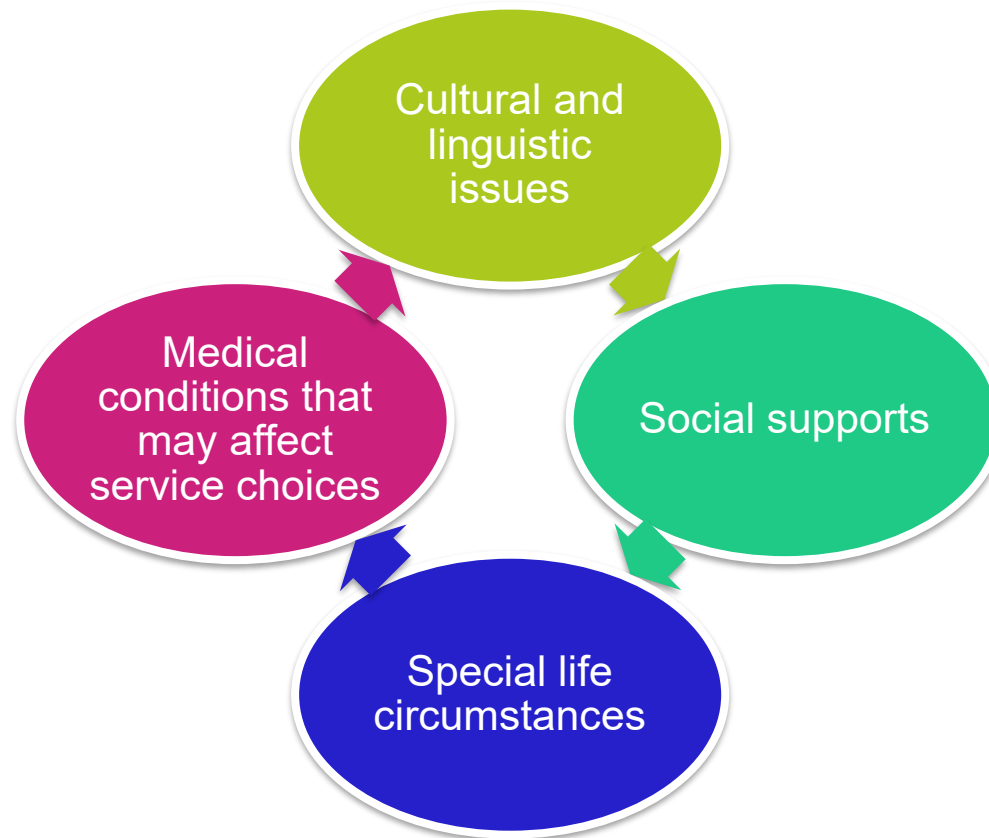 Cultural and
linguistic
issues
Social supports
Special life
circumstances
Medical
conditions that
may affect
service choices